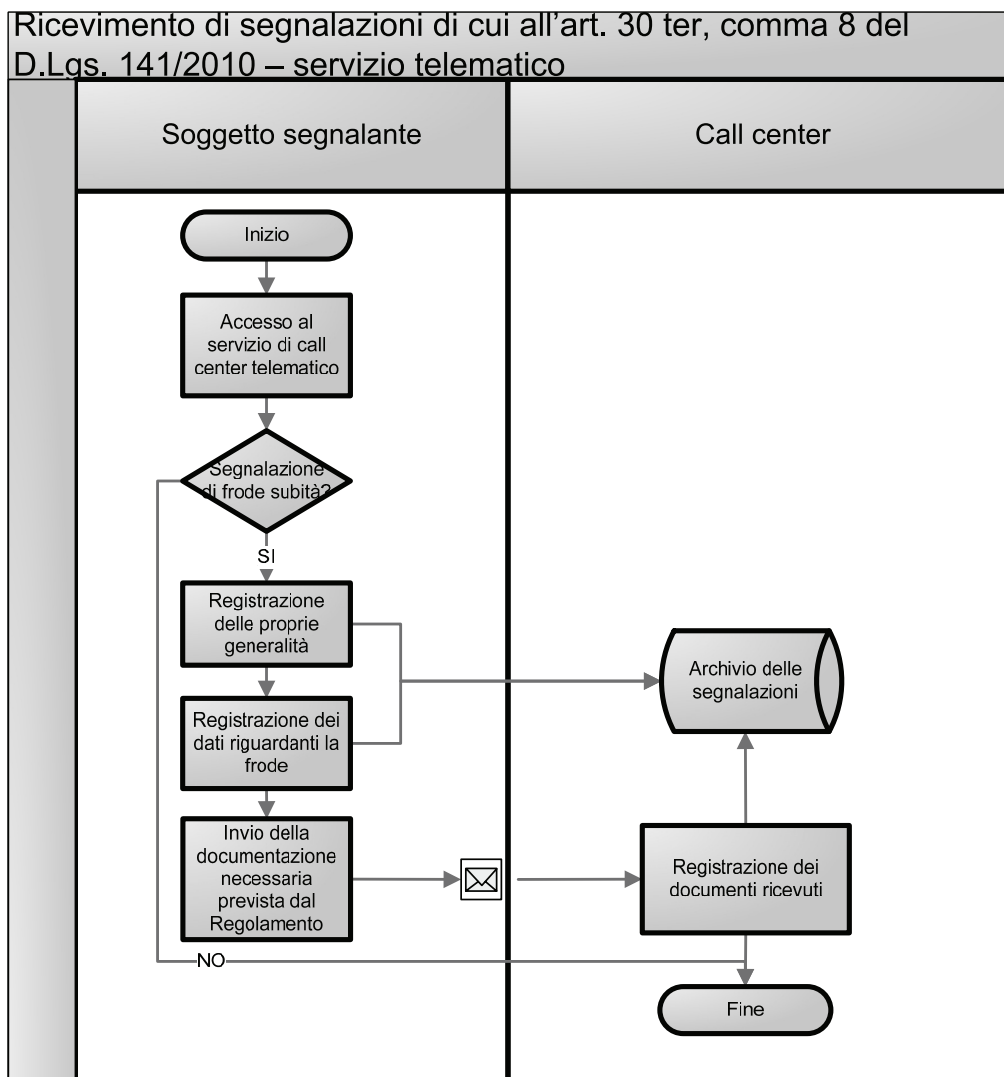 Ricevimento di segnalazioni di cui all'art. 30 ter, comma 8 del
D.Lgs. 141/2010 – servizio telematico
Soggetto segnalante
Call center
Inizio
Accesso al
servizio di call
center telematico
Segnalazione
di frode subità?
SI
Registrazione
delle proprie
generalità
Registrazione dei
dati riguardanti la
frode
Invio della
documentazione
necessaria
prevista dal
Regolamento
NO
Archivio delle
segnalazioni
Registrazione dei
documenti ricevuti
Fine